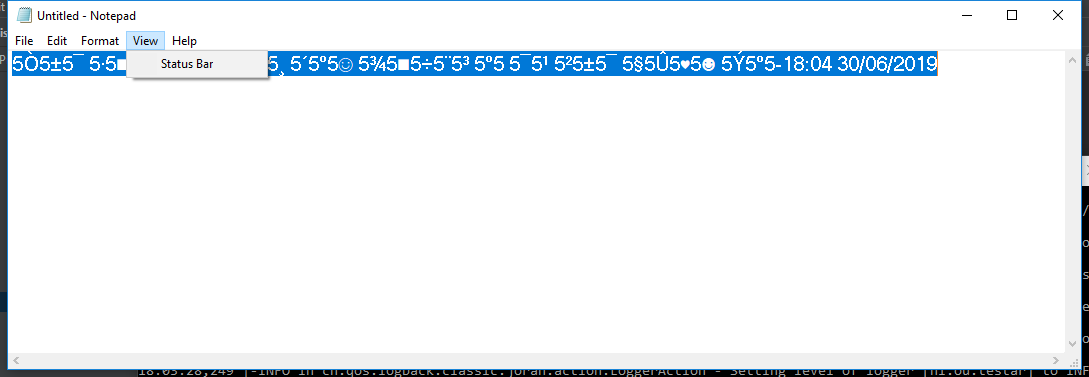 Untitled - Notepad
File Edit Format View Help
Status Bar
5Ò5±5¯ 5·5■ 5¸ 5´5º5☺ 5¾5■5÷5¨5³ 5º5 5¯5¹ 5²5±5¯ 5§5Û5♥5☻ 5Ý5º5-18:04 30/06/2019
18:03:28,249 |-INFO in ch.qos.logback.classic.joran.action.LoggerAction - Setting level of logger [nl.ou.testar] to INF